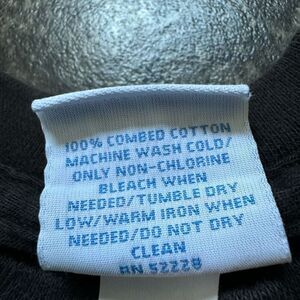 100% COMBED COTTON
MACHINE WASH COLD/
ONLY NON-CHLORINE
BLEACH WHEN
NEEDED/TUMBLE DRY
LOW/WARM IRON WHEN
NEEDED/DO NOT DRY
CLEAN
RN 52228